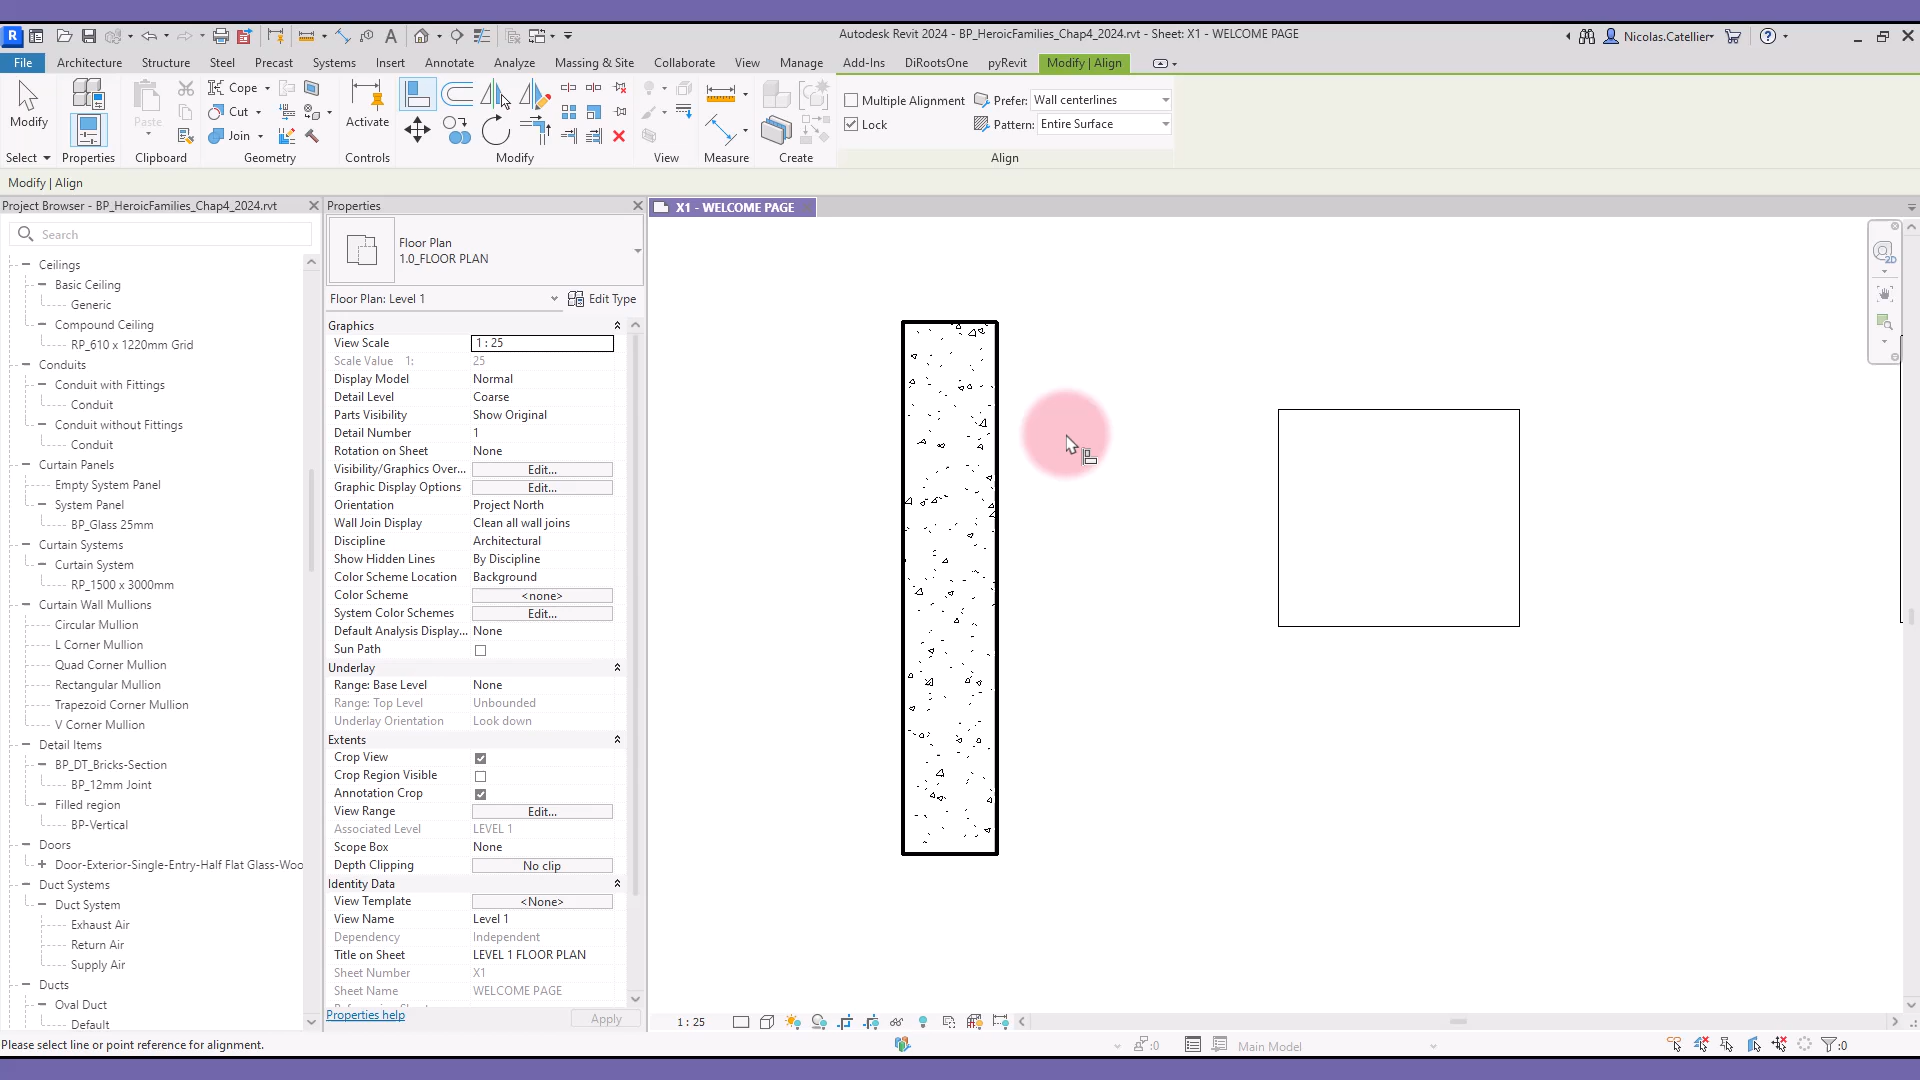 Autodesk Revit 2024 - BP_HeroicFamilies_Chap4_2024.rvt - Sheet: X1 - WELCOME PAGE
Nicolas.Catellier
File Architecture Structure Steel Precast Systems Insert Annotate Analyze Massing & Site Collaborate View Manage Add-Ins DiRootsOne pyRevit Modify | Align
Modify
Paste
Cope
Cut
Join
Activate
Multiple Alignment
Prefer: Wall centerlines
Lock
Pattern: Entire Surface
Select Properties Clipboard Geometry Controls Modify View Measure Create Align
Modify | Align
Project Browser - BP_HeroicFamilies_Chap4_2024.rvt
Search
Ceilings
Basic Ceiling
Generic
Compound Ceiling
RP_610 x 1220mm Grid
Conduits
Conduit with Fittings
Conduit
Conduit without Fittings
Conduit
Curtain Panels
Empty System Panel
System Panel
BP_Glass 25mm
Curtain Systems
Curtain System
RP_1500 x 3000mm
Curtain Wall Mullions
Circular Mullion
L Corner Mullion
Quad Corner Mullion
Rectangular Mullion
Trapezoid Corner Mullion
V Corner Mullion
Detail Items
BP_DT_Bricks-Section
BP_12mm Joint
Filled region
BP-Vertical
Doors
Door-Exterior-Single-Entry-Half Flat Glass-Woo
Duct Systems
Duct System
Exhaust Air
Return Air
Supply Air
Ducts
Oval Duct
Default
Properties
Floor Plan
1.0_FLOOR PLAN
Floor Plan: Level 1
Edit Type
Graphics
View Scale 1 : 25
Scale Value 1: 25
Display Model Normal
Detail Level Coarse
Parts Visibility Show Original
Detail Number 1
Rotation on Sheet None
Visibility/Graphics Over... Edit...
Graphic Display Options Edit...
Orientation Project North
Wall Join Display Clean all wall joins
Discipline Architectural
Show Hidden Lines By Discipline
Color Scheme Location Background
Color Scheme <none>
System Color Schemes Edit...
Default Analysis Display... None
Sun Path
Underlay
Range: Base Level None
Range: Top Level Unbounded
Underlay Orientation Look down
Extents
Crop View
Crop Region Visible
Annotation Crop
View Range Edit...
Associated Level LEVEL 1
Scope Box None
Depth Clipping No clip
Identity Data
View Template <None>
View Name Level 1
Dependency Independent
Title on Sheet LEVEL 1 FLOOR PLAN
Sheet Number X1
Sheet Name WELCOME PAGE
Properties help
Apply
X1 - WELCOME PAGE
2D
1 : 25
Please select line or point reference for alignment.
:0
Main Model
:0